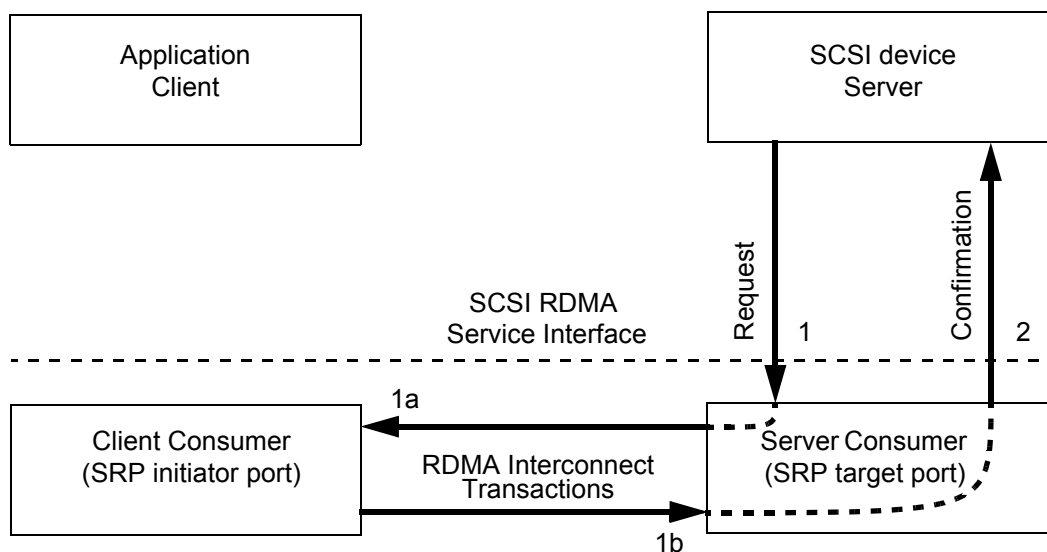 Application
Client
SCSI device
Server
Request
Confirmation
SCSI RDMA
Service Interface
1
2
1a
Client Consumer
(SRP initiator port)
RDMA Interconnect
Transactions
Server Consumer
(SRP target port)
1b